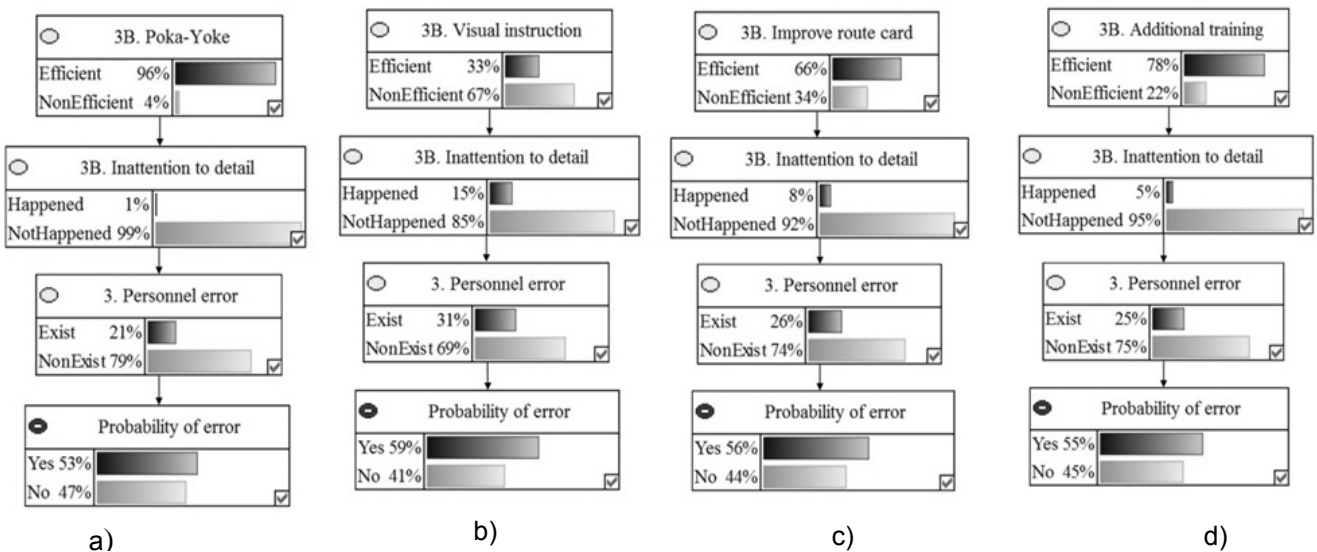 3B. Poka-Yoke
Efficient 96%
NonEfficient 4%
3B. Inattention to detail
Happened 1%
NotHappened 99%
3. Personnel error
Exist 21%
NonExist 79%
Probability of error
Yes 53%
No 47%
a)
3B. Visual instruction
Efficient 33%
NonEfficient 67%
3B. Inattention to detail
Happened 15%
NotHappened 85%
3. Personnel error
Exist 31%
NonExist 69%
Probability of error
Yes 59%
No 41%
b)
3B. Improve route card
Efficient 66%
NonEfficient 34%
3B. Inattention to detail
Happened 8%
NotHappened 92%
3. Personnel error
Exist 26%
NonExist 74%
Probability of error
Yes 56%
No 44%
c)
3B. Additional training
Efficient 78%
NonEfficient 22%
3B. Inattention to detail
Happened 5%
NotHappened 95%
3. Personnel error
Exist 25%
NonExist 75%
Probability of error
Yes 55%
No 45%
d)